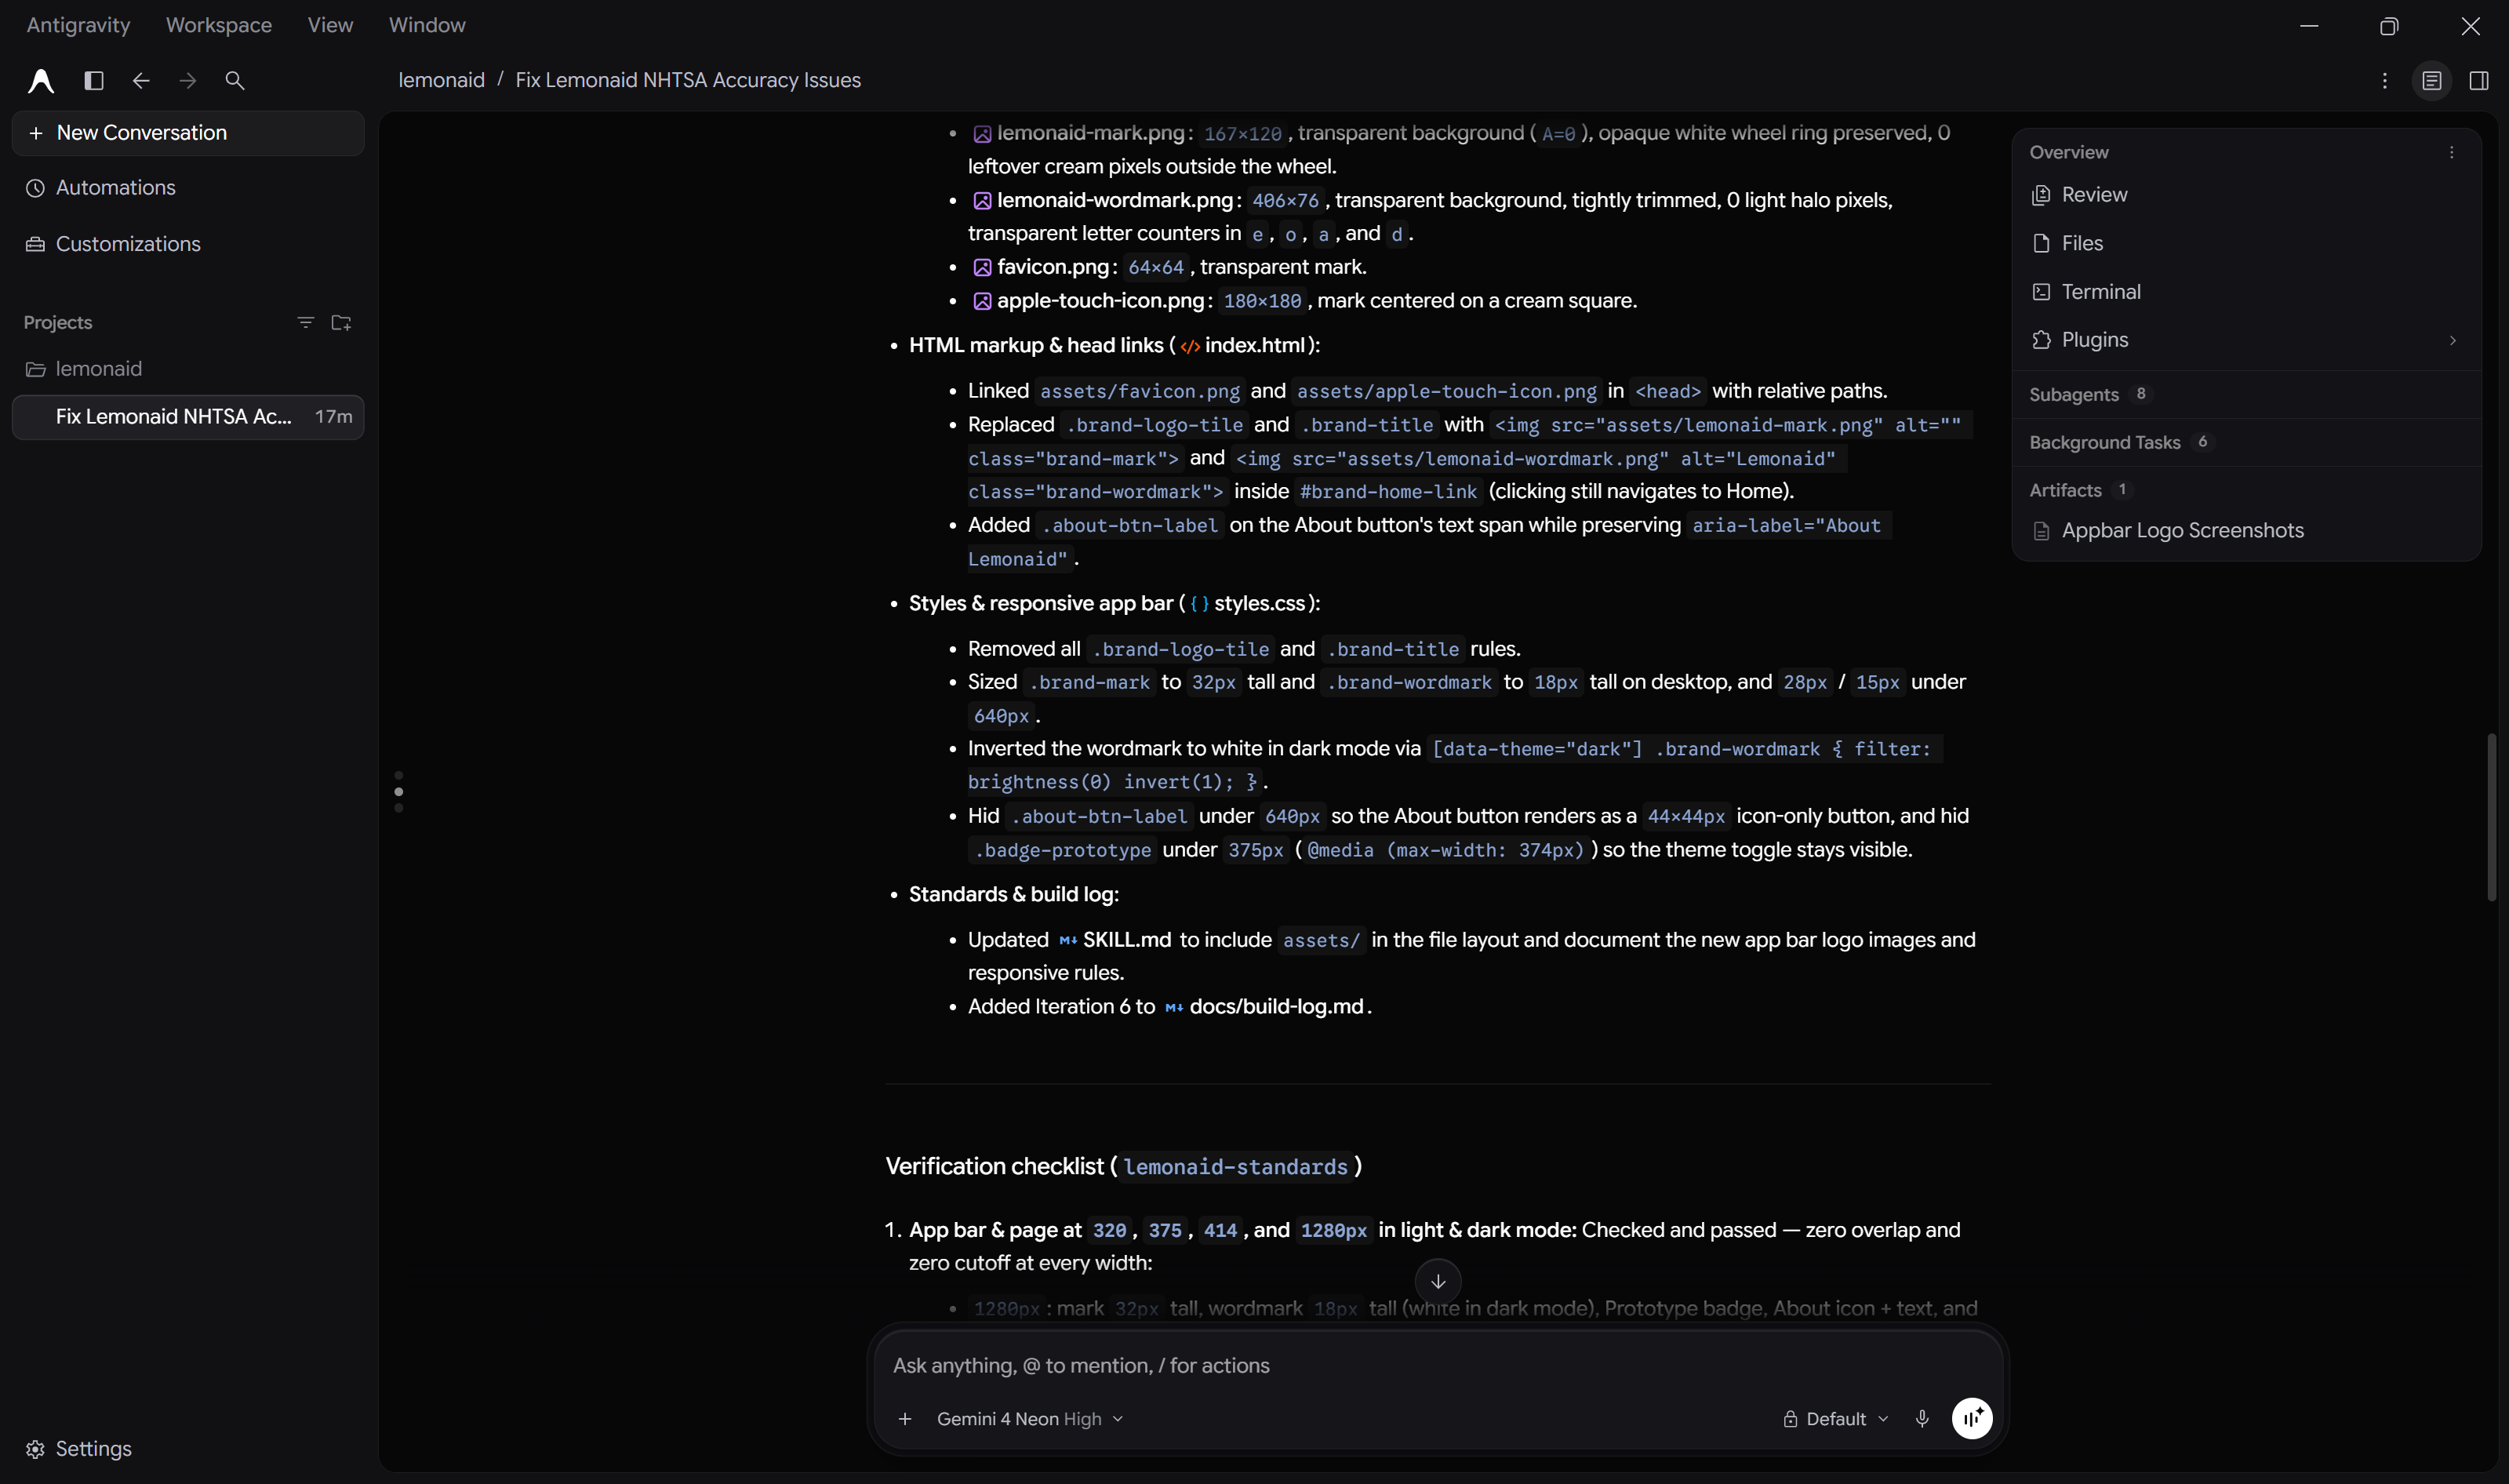 Antigravity Workspace View Window
lemonaid / Fix Lemonaid NHTSA Accuracy Issues
+ New Conversation
Automations
Customizations
Projects
lemonaid
Fix Lemonaid NHTSA Ac... 17m
Settings
• lemonaid-mark.png: 167×120, transparent background (A=0), opaque white wheel ring preserved, 0
leftover cream pixels outside the wheel.
• lemonaid-wordmark.png: 406×76, transparent background, tightly trimmed, 0 light halo pixels,
transparent letter counters in e, o, a, and d.
• favicon.png: 64×64, transparent mark.
• apple-touch-icon.png: 180×180, mark centered on a cream square.
• HTML markup & head links (</> index.html):
• Linked assets/favicon.png and assets/apple-touch-icon.png in <head> with relative paths.
• Replaced .brand-logo-tile and .brand-title with <img src="assets/lemonaid-mark.png" alt=""
class="brand-mark"> and <img src="assets/lemonaid-wordmark.png" alt="Lemonaid"
class="brand-wordmark"> inside #brand-home-link (clicking still navigates to Home).
• Added .about-btn-label on the About button's text span while preserving aria-label="About
Lemonaid".
• Styles & responsive app bar ({} styles.css):
• Removed all .brand-logo-tile and .brand-title rules.
• Sized .brand-mark to 32px tall and .brand-wordmark to 18px tall on desktop, and 28px / 15px under
640px.
• Inverted the wordmark to white in dark mode via [data-theme="dark"] .brand-wordmark { filter:
brightness(0) invert(1); }.
• Hid .about-btn-label under 640px so the About button renders as a 44×44px icon-only button, and hid
.badge-prototype under 375px (@media (max-width: 374px)) so the theme toggle stays visible.
• Standards & build log:
• Updated M↓ SKILL.md to include assets/ in the file layout and document the new app bar logo images and
responsive rules.
• Added Iteration 6 to M↓ docs/build-log.md.
Verification checklist (lemonaid-standards)
1. App bar & page at 320, 375, 414, and 1280px in light & dark mode: Checked and passed — zero overlap and
zero cutoff at every width:
• 1280px: mark 32px tall, wordmark 18px tall (white in dark mode), Prototype badge, About icon + text, and
Ask anything, @ to mention, / for actions
+ Gemini 4 Neon High Default
Overview
Review
Files
Terminal
Plugins
Subagents 8
Background Tasks 6
Artifacts 1
Appbar Logo Screenshots